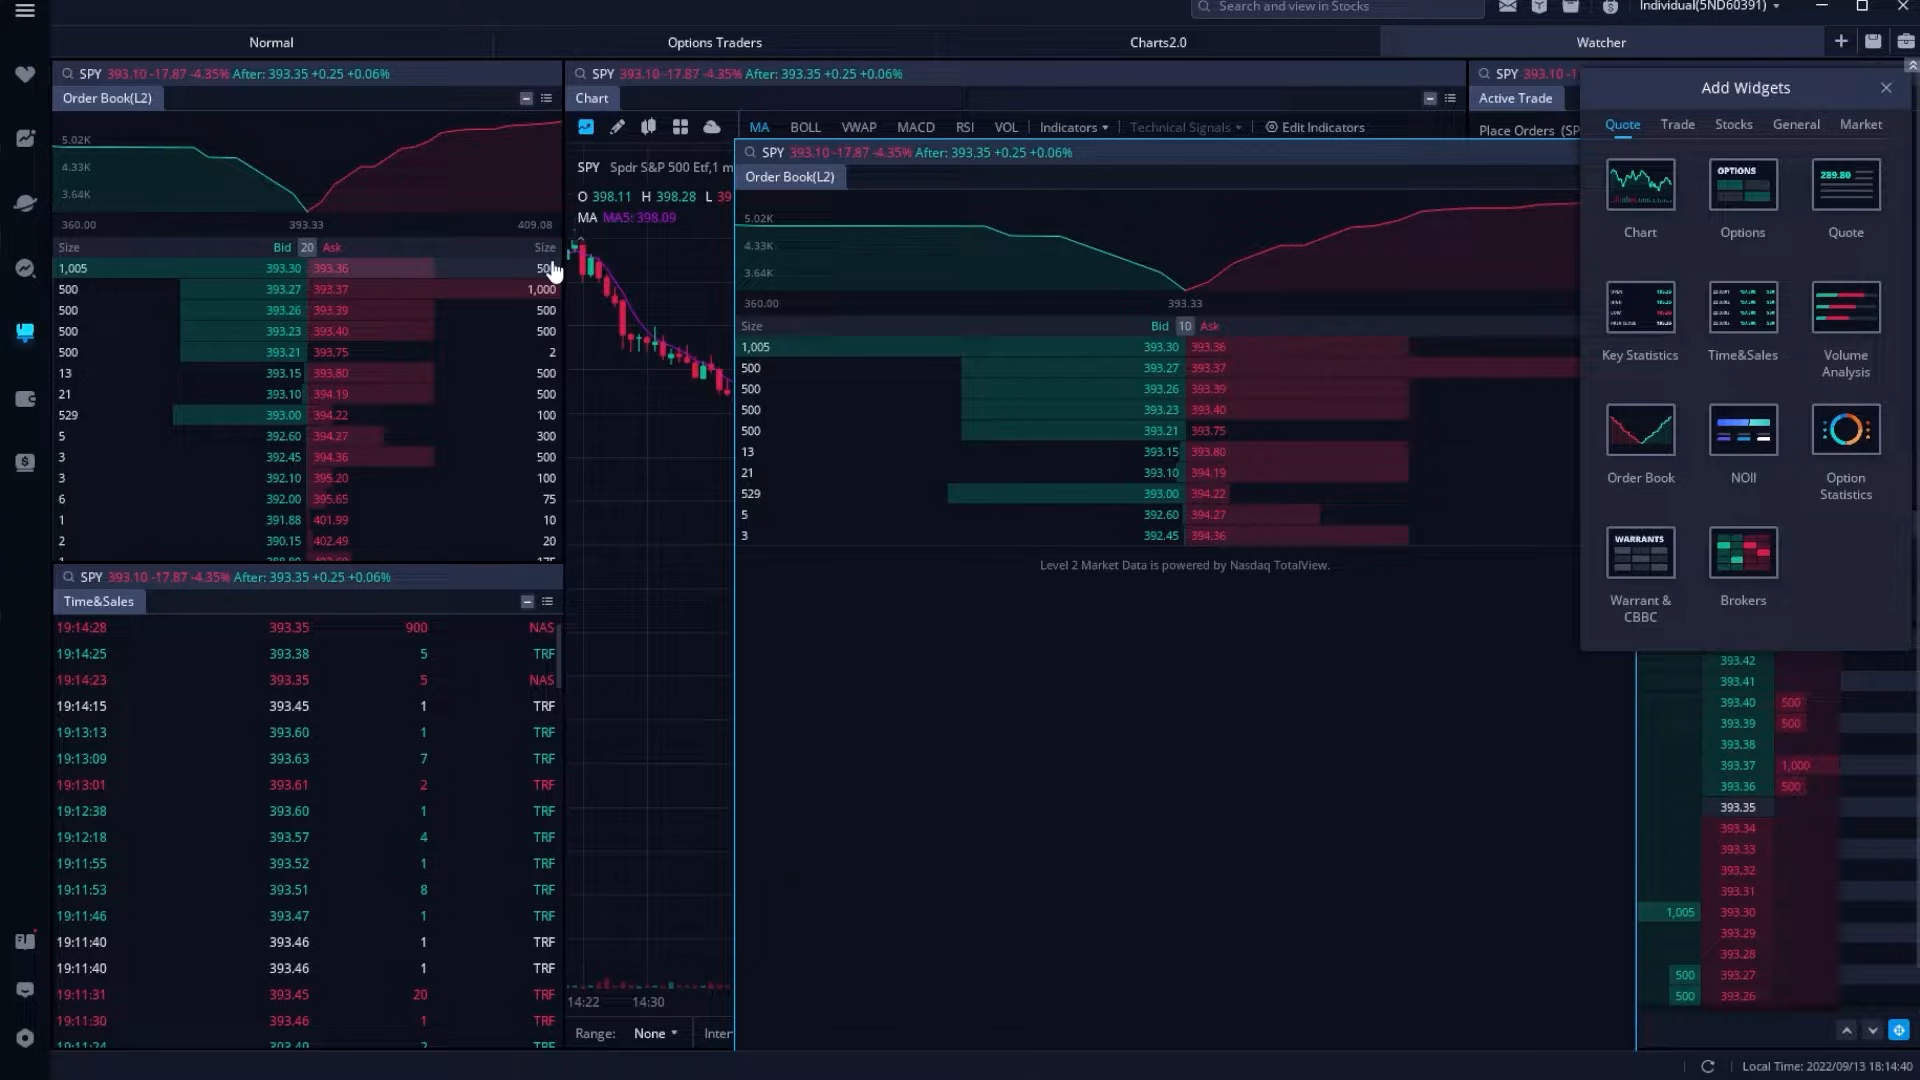 Search and view in Stocks
Individual(5ND60391)
Normal
Options Traders
Charts2.0
Watcher
SPY 393.10 -17.87 -4.35% After: 393.35 +0.25 +0.06%
Order Book(L2)
5.02K
4.33K
3.64K
360.00 393.33 409.08
Size Bid 20 Ask Size
1,005 393.30 393.36
500 393.27 393.37 1,000
500 393.26 393.39 500
500 393.23 393.40 500
500 393.21 393.75 2
13 393.15 393.80 500
21 393.10 394.19 500
529 393.00 394.22 100
5 392.60 394.27 300
3 392.45 394.36 500
3 392.10 395.20 100
6 392.00 395.65 75
1 391.88 401.99 10
2 390.15 402.49 20
SPY 393.10 -17.87 -4.35% After: 393.35 +0.25 +0.06%
Time&Sales
19:14:28 393.35 900 NAS
19:14:25 393.38 5 TRF
19:14:23 393.35 5 NAS
19:14:15 393.45 1 TRF
19:13:13 393.60 1 TRF
19:13:09 393.63 7 TRF
19:13:01 393.61 2 TRF
19:12:38 393.60 1 TRF
19:12:18 393.57 4 TRF
19:11:55 393.52 1 TRF
19:11:53 393.51 8 TRF
19:11:46 393.47 1 TRF
19:11:40 393.46 1 TRF
19:11:40 393.46 1 TRF
19:11:31 393.45 20 TRF
19:11:30 393.46 1 TRF
SPY 393.10 -17.87 -4.35% After: 393.35 +0.25 +0.06%
Chart
MA BOLL VWAP MACD RSI VOL Indicators Technical Signals Edit Indicators
SPY Spdr S&P 500 Etf,1 m
O 398.11 H 398.28 L 39
MA MA5: 398.09
14:22 14:30
Range: None Inter
SPY 393.10 -17.87 -4.35% After: 393.35 +0.25 +0.06%
Order Book(L2)
5.02K
4.33K
3.64K
360.00 393.33
Size Bid 10 Ask
1,005 393.30 393.36
500 393.27 393.37
500 393.26 393.39
500 393.23 393.40
500 393.21 393.75
13 393.15 393.80
21 393.10 394.19
529 393.00 394.22
5 392.60 394.27
3 392.45 394.36
Level 2 Market Data is powered by Nasdaq TotalView.
SPY 393.10 -1
Active Trade
Place Orders (SP
Add Widgets
Quote Trade Stocks General Market
OPTIONS
289.80
Chart
Options
Quote
Key Statistics
Time&Sales
Volume
Analysis
Order Book
NOII
Option
Statistics
WARRANTS
Warrant &
CBBC
Brokers
393.42
393.41
393.40 500
393.39 500
393.38
393.37 1,000
393.36 500
393.35
393.34
393.33
393.32
393.31
1,005 393.30
393.29
393.28
500 393.27
500 393.26
Local Time: 2022/09/13 18:14:40